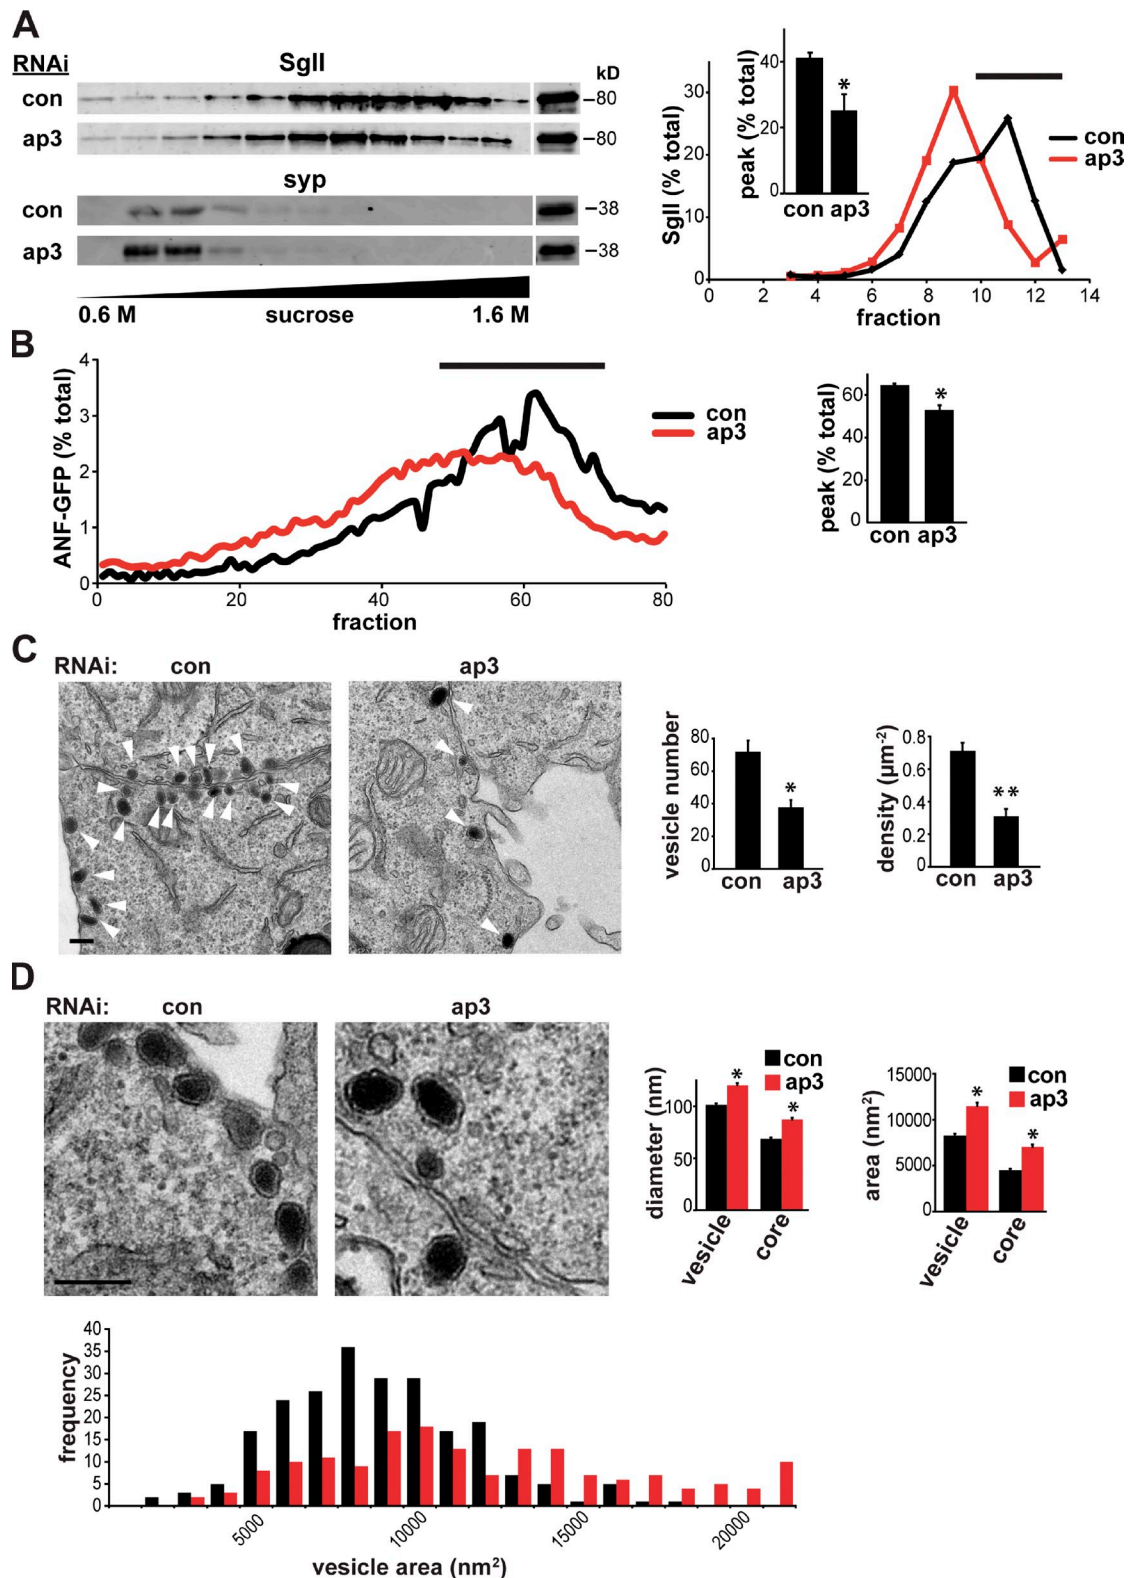 A
RNAi
SgII
kD
con
80
ap3
80
syp
con
38
ap3
38
0.6 M
sucrose
1.6 M
SgII (% total)
30
20
10
0
0 2 4 6 8 10 12 14
fraction
peak (% total)
40
20
0
*
con ap3
con
ap3
B
ANF-GFP (% total)
4
3
2
1
0
0 20 40 60 80
fraction
con
ap3
peak (% total)
60
40
20
0
*
con ap3
C
RNAi: con ap3
vesicle number
80
60
40
20
0
*
con ap3
density (µm⁻²)
0.8
0.6
0.4
0.2
0
**
con ap3
D
RNAi: con ap3
con
ap3
diameter (nm)
100
50
0
*
*
vesicle
core
con
ap3
area (nm²)
15000
10000
5000
0
*
*
vesicle
core
frequency
40
35
30
25
20
15
10
5
0
5000 10000 15000 20000
vesicle area (nm²)